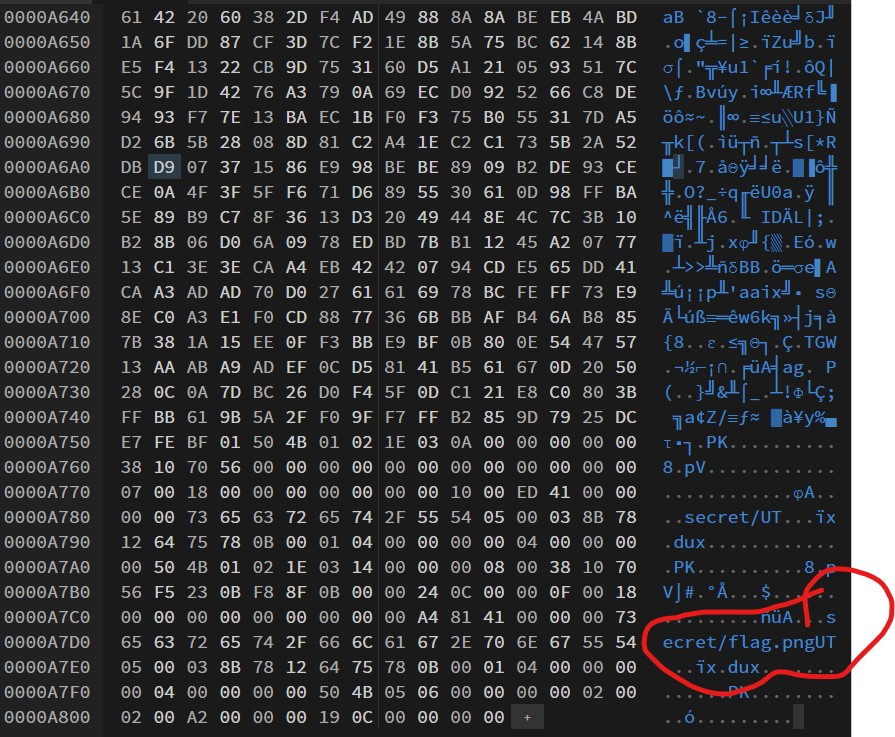 0000A640 61 42 20 60 38 2D F4 AD 49 88 8A 8A BE EB 4A BD aB `8-⌠¡Iêèè╛δJ╜
0000A650 1A 6F DD 87 CF 3D 7C F2 1E 8B 5A 75 BC 62 14 8B .o▌ç╧=|≥.ïZu╝b.ï
0000A660 E5 F4 13 22 CB 9D 75 31 60 D5 A1 21 05 93 51 7C σ⌠."╦¥u1`╒í!.ôQ|
0000A670 5C 9F 1D 42 76 A3 79 0A 69 EC D0 92 52 66 C8 DE \ƒ.Bvúy.i∞╨ÆRf╚▐
0000A680 94 93 F7 7E 13 BA EC 1B F0 F3 75 B0 55 31 7D A5 öô≈~.║∞.≡≤u░U1}Ñ
0000A690 D2 6B 5B 28 08 8D 81 C2 A4 1E C2 C1 73 5B 2A 52 ╥k[(.ìü┬ñ.┬┴s[*R
0000A6A0 DB D9 07 37 15 86 E9 98 BE BE 89 09 B2 DE 93 CE █┘.7.åΘÿ╛╛ë.▓▐ô╬
0000A6B0 CE 0A 4F 3F 5F F6 71 D6 89 55 30 61 0D 98 FF BA ╬.O?_÷q╓ëU0a.ÿ ║
0000A6C0 5E 89 B9 C7 8F 36 13 D3 20 49 44 8E 4C 7C 3B 10 ^ë╣╟Å6.╙ IDÄL|;.
0000A6D0 B2 8B 06 D0 6A 09 78 ED BD 7B B1 12 45 A2 07 77 ▓ï.╨j.xφ╜{▒.Eó.w
0000A6E0 13 C1 3E 3E CA A4 EB 42 42 07 94 CD E5 65 DD 41 .┴>>╩ñδBB.ö═σe▌A
0000A6F0 CA A3 AD AD 70 D0 27 61 61 69 78 BC FE FF 73 E9 ╩ú¡¡p╨'aaix╝■ sΘ
0000A700 8E C0 A3 E1 F0 CD 88 77 36 6B BB AF B4 6A B8 85 Ä└úß≡═êw6k╗»┤j╕à
0000A710 7B 38 1A 15 EE 0F F3 BB E9 BF 0B 80 0E 54 47 57 {8..ε.≤╗Θ┐.Ç.TGW
0000A720 13 AA AB A9 AD EF 0C D5 81 41 B5 61 67 0D 20 50 .¬½⌐¡∩.╒üA╡ag. P
0000A730 28 0C 0A 7D BC 26 D0 F4 5F 0D C1 21 E8 C0 80 3B (..}╝&╨⌠_.┴!Φ└Ç;
0000A740 FF BB 61 9B 5A 2F F0 9F F7 FF B2 85 9D 79 25 DC  ╗a¢Z/≡ƒ≈ ▓à¥y%▄
0000A750 E7 FE BF 01 50 4B 01 02 1E 03 0A 00 00 00 00 00 τ■┐.PK..........
0000A760 38 10 70 56 00 00 00 00 00 00 00 00 00 00 00 00 8.pV............
0000A770 07 00 18 00 00 00 00 00 00 00 10 00 ED 41 00 00 ............φA..
0000A780 00 00 73 65 63 72 65 74 2F 55 54 05 00 03 8B 78 ..secret/UT...ïx
0000A790 12 64 75 78 0B 00 01 04 00 00 00 00 04 00 00 00 .dux............
0000A7A0 00 50 4B 01 02 1E 03 14 00 00 00 08 00 38 10 70 .PK..........8.p
0000A7B0 56 F5 23 0B F8 8F 0B 00 00 24 0C 00 00 0F 00 18 V⌡#.°Å...$......
0000A7C0 00 00 00 00 00 00 00 00 00 A4 81 41 00 00 00 73 .........ñüA...s
0000A7D0 65 63 72 65 74 2F 66 6C 61 67 2E 70 6E 67 55 54 ecret/flag.pngUT
0000A7E0 05 00 03 8B 78 12 64 75 78 0B 00 01 04 00 00 00 ...ïx.dux.......
0000A7F0 00 04 00 00 00 00 50 4B 05 06 00 00 00 00 02 00 ......PK........
0000A800 02 00 A2 00 00 00 19 0C 00 00 00 00 + ..ó.........